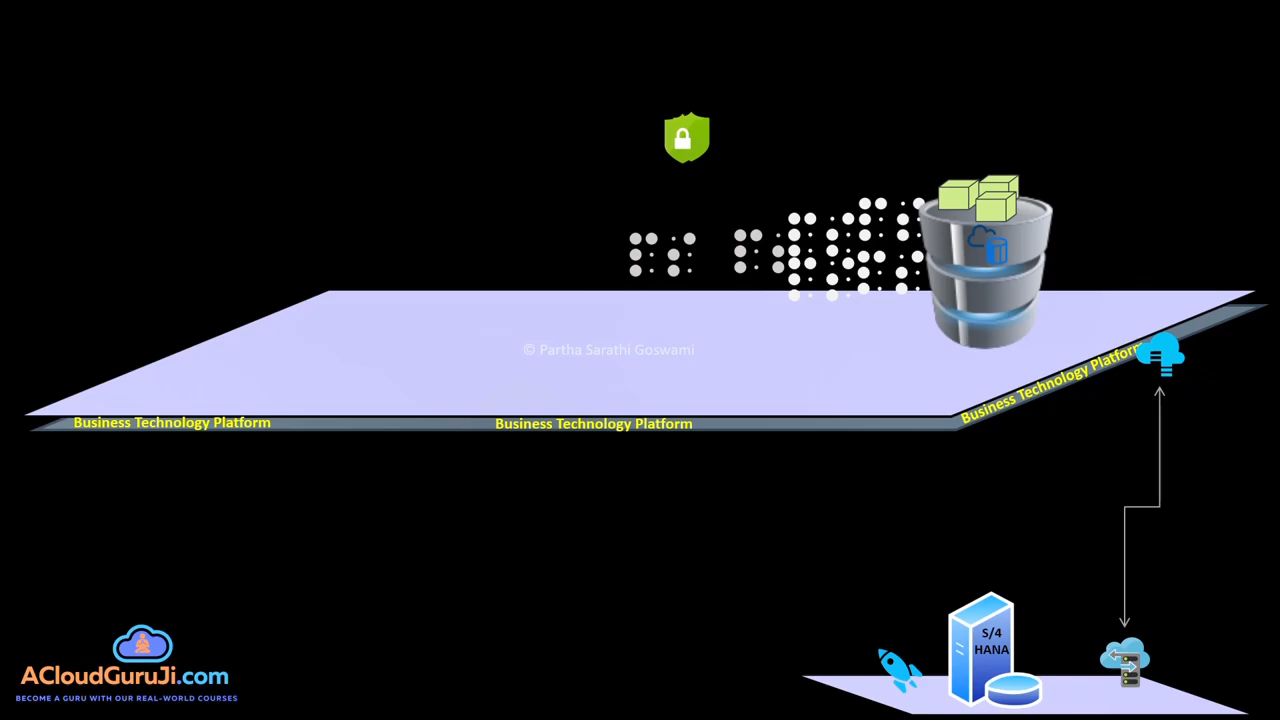 © Partha Sarathi Goswami
Business Technology Platform
Business Technology Platform
Business Technology Platform
S/4
HANA
ACloudGuruJi.com
BECOME A GURU WITH OUR REAL-WORLD COURSES